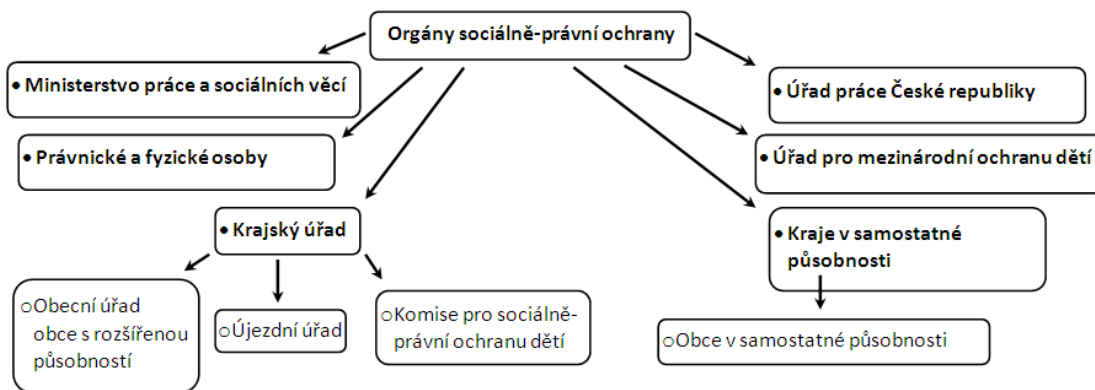 Orgány sociálně-právní ochrany
• Ministerstvo práce a sociálních věcí
• Úřad práce České republiky
• Právnické a fyzické osoby
• Úřad pro mezinárodní ochranu dětí
• Krajský úřad
• Kraje v samostatné
působnosti
○ Obecní úřad
obce s rozšířenou
působností
○ Újezdní úřad
○ Komise pro sociálně-
právní ochranu dětí
○ Obce v samostatné působnosti